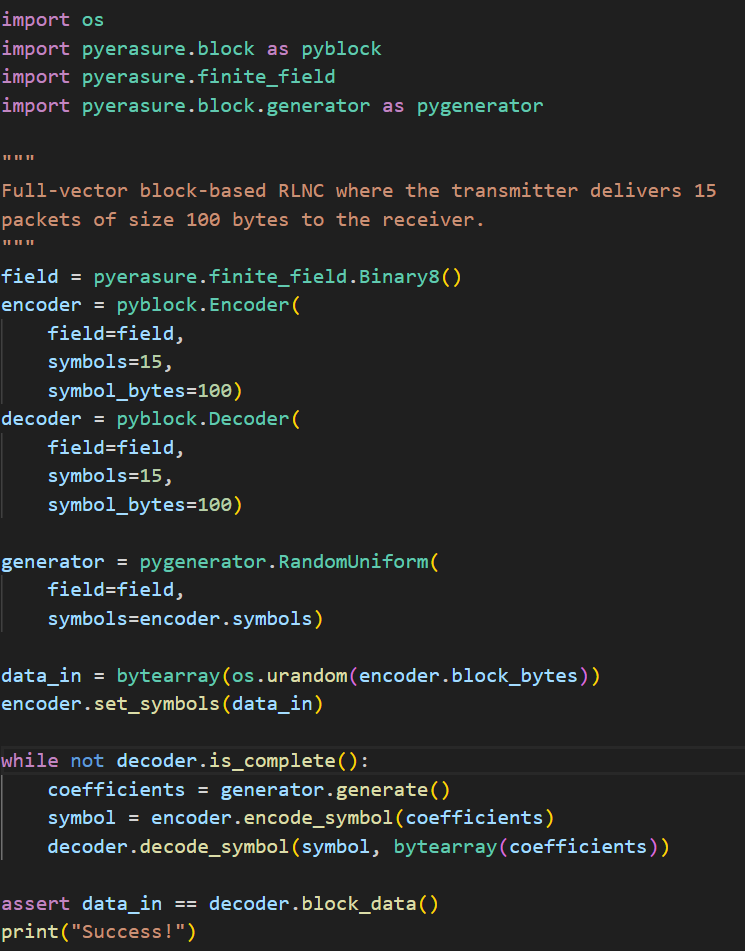 import os
import pyerasure.block as pyblock
import pyerasure.finite_field
import pyerasure.block.generator as pygenerator

"""
Full-vector block-based RLNC where the transmitter delivers 15
packets of size 100 bytes to the receiver.
"""
field = pyerasure.finite_field.Binary8()
encoder = pyblock.Encoder(
    field=field,
    symbols=15,
    symbol_bytes=100)
decoder = pyblock.Decoder(
    field=field,
    symbols=15,
    symbol_bytes=100)

generator = pygenerator.RandomUniform(
    field=field,
    symbols=encoder.symbols)

data_in = bytearray(os.urandom(encoder.block_bytes))
encoder.set_symbols(data_in)

while not decoder.is_complete():
    coefficients = generator.generate()
    symbol = encoder.encode_symbol(coefficients)
    decoder.decode_symbol(symbol, bytearray(coefficients))

assert data_in == decoder.block_data()
print("Success!")